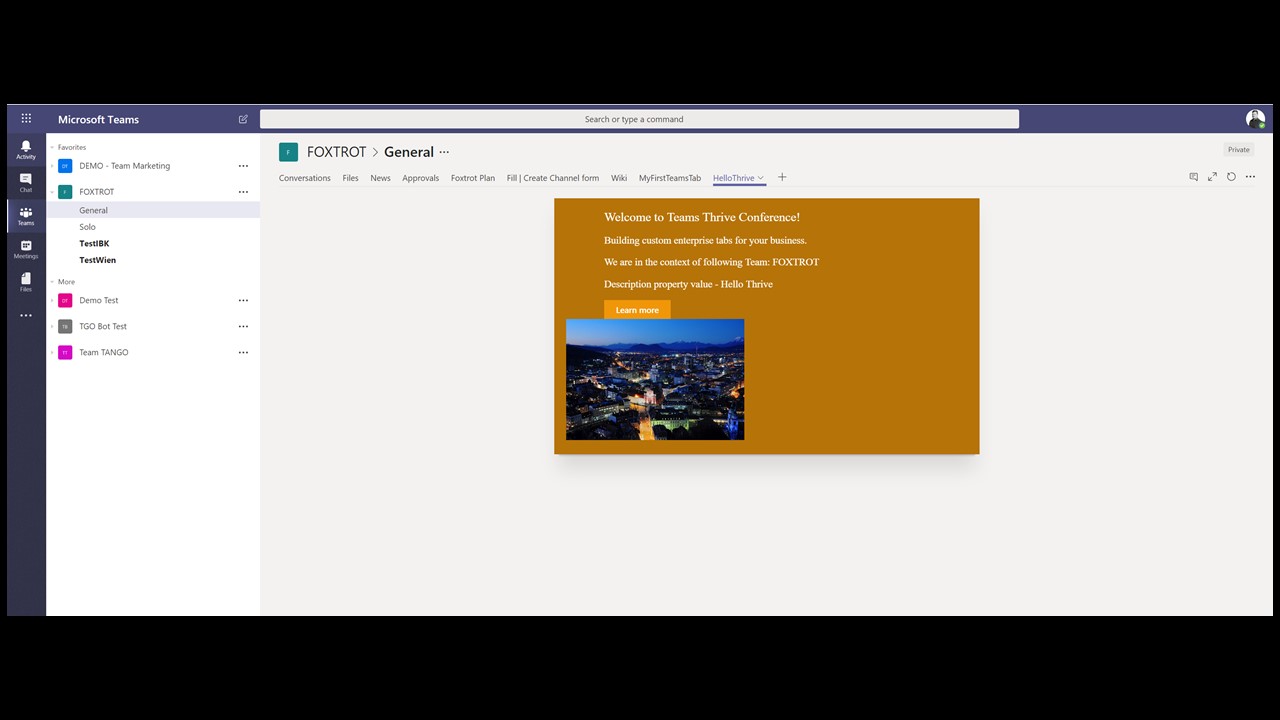 Microsoft Teams
Search or type a command
Activity
Chat
Teams
Meetings
Files
Favorites
DT
DEMO - Team Marketing
F
FOXTROT
General
Solo
TestIBK
TestWien
More
DT
Demo Test
TB
TGO Bot Test
TT
Team TANGO
F
FOXTROT > General ...
Private
Conversations Files News Approvals Foxtrot Plan Fill | Create Channel form Wiki MyFirstTeamsTab HelloThrive +
Welcome to Teams Thrive Conference!
Building custom enterprise tabs for your business.
We are in the context of following Team: FOXTROT
Description property value - Hello Thrive
Learn more